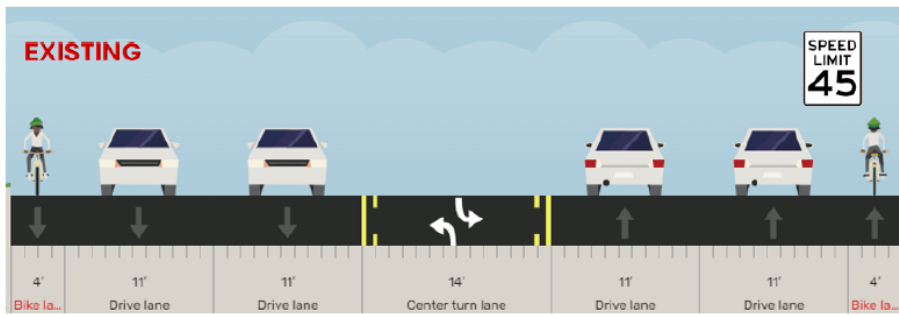 EXISTING
SPEED
LIMIT
45
4' 11' 11' 14' 11' 11' 4'
Bike la... Drive lane Drive lane Center turn lane Drive lane Drive lane Bike la...